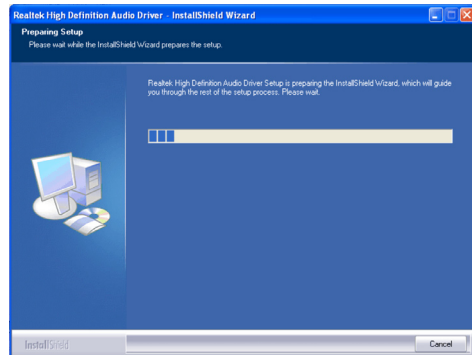 Realtek High Definition Audio Driver - InstallShield Wizard
Preparing Setup
Please wait while the InstallShield Wizard prepares the setup.
Realtek High Definition Audio Driver Setup is preparing the InstallShield Wizard, which will guide
you through the rest of the setup process. Please wait.
InstallShield
Cancel